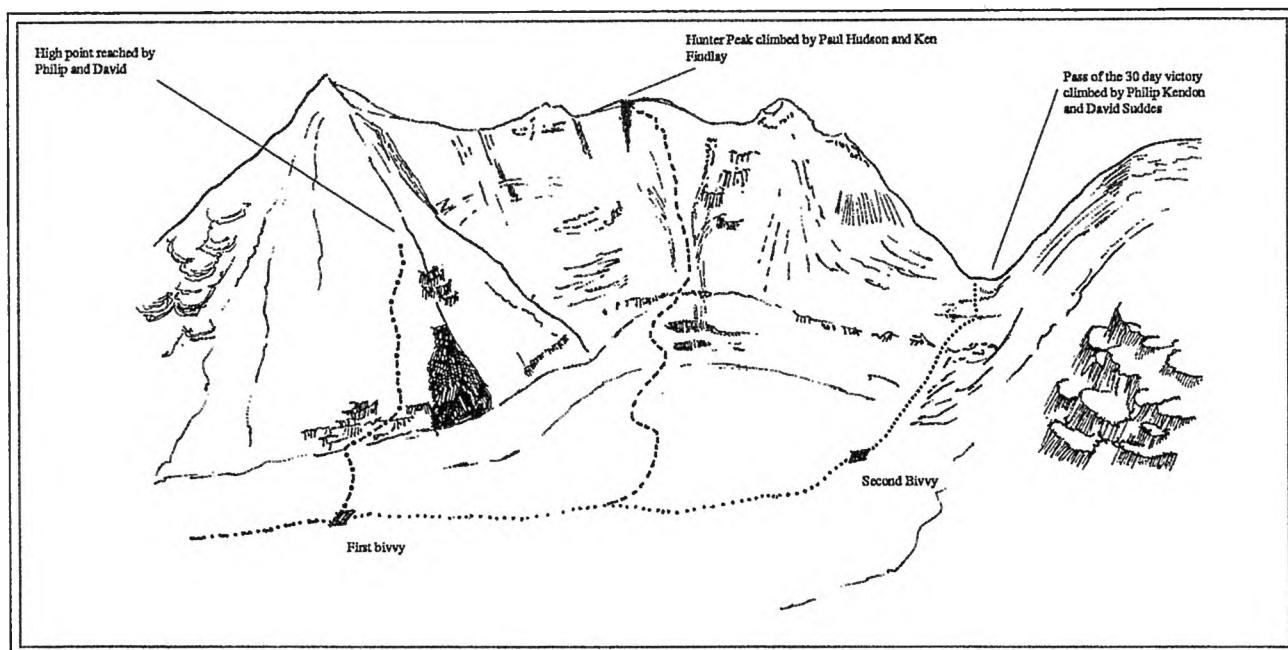 High point reached by
Philip and David
Hunter Peak climbed by Paul Hudson and Ken
Findlay
Pass of the 30 day victory
climbed by Philip Kendon
and David Suddes
Second Bivvy
First bivvy